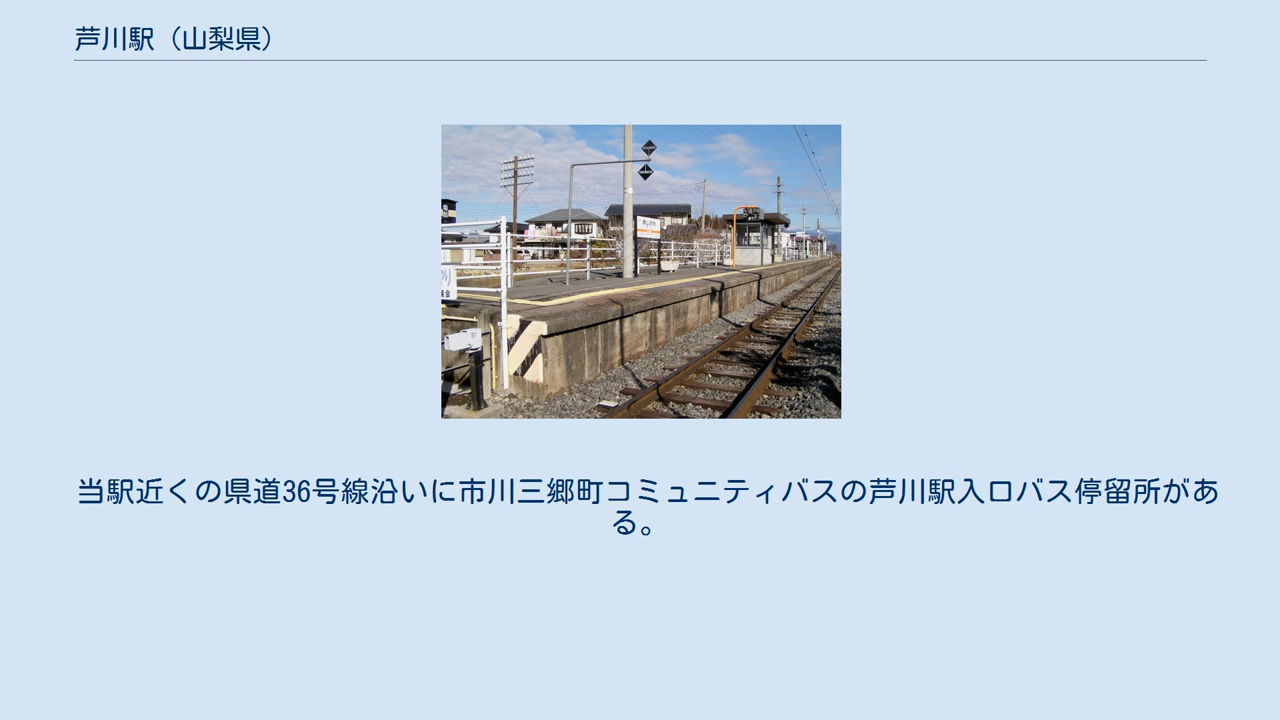 芦川駅（山梨県）
当駅近くの県道36号線沿いに市川三郷町コミュニティバスの芦川駅入口バス停留所があ
る。